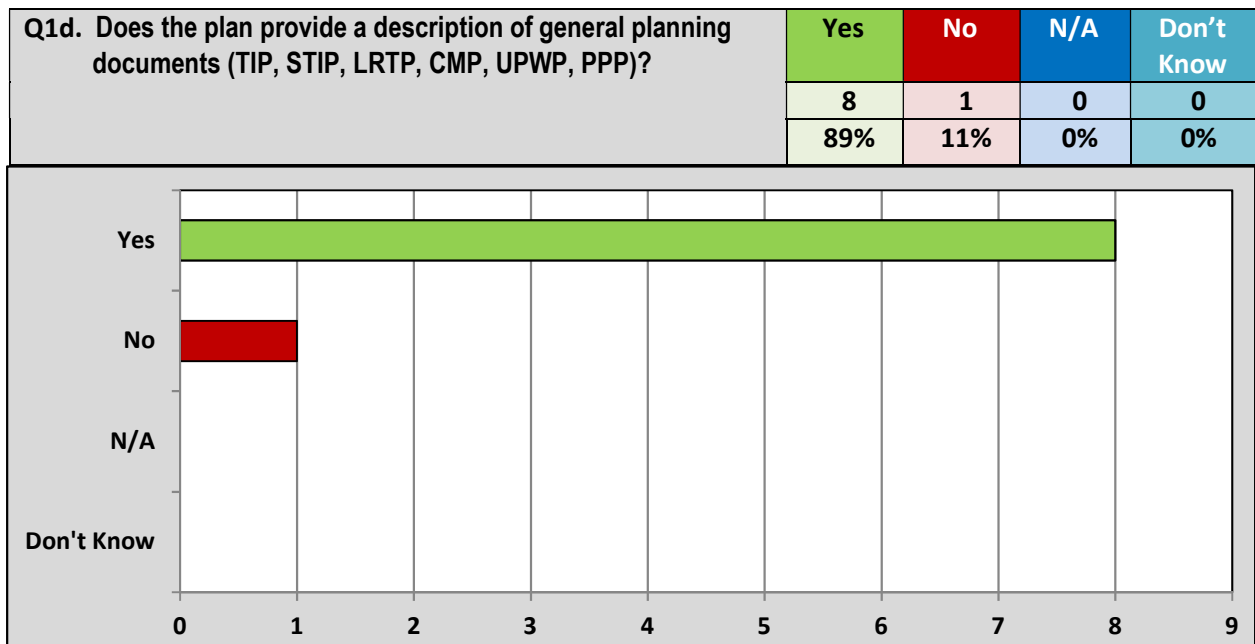 Q1d. Does the plan provide a description of general planning
documents (TIP, STIP, LRTP, CMP, UPWP, PPP)?
Yes No N/A Don’t Know
8 1 0 0
89% 11% 0% 0%
Yes
No
N/A
Don't Know
0 1 2 3 4 5 6 7 8 9